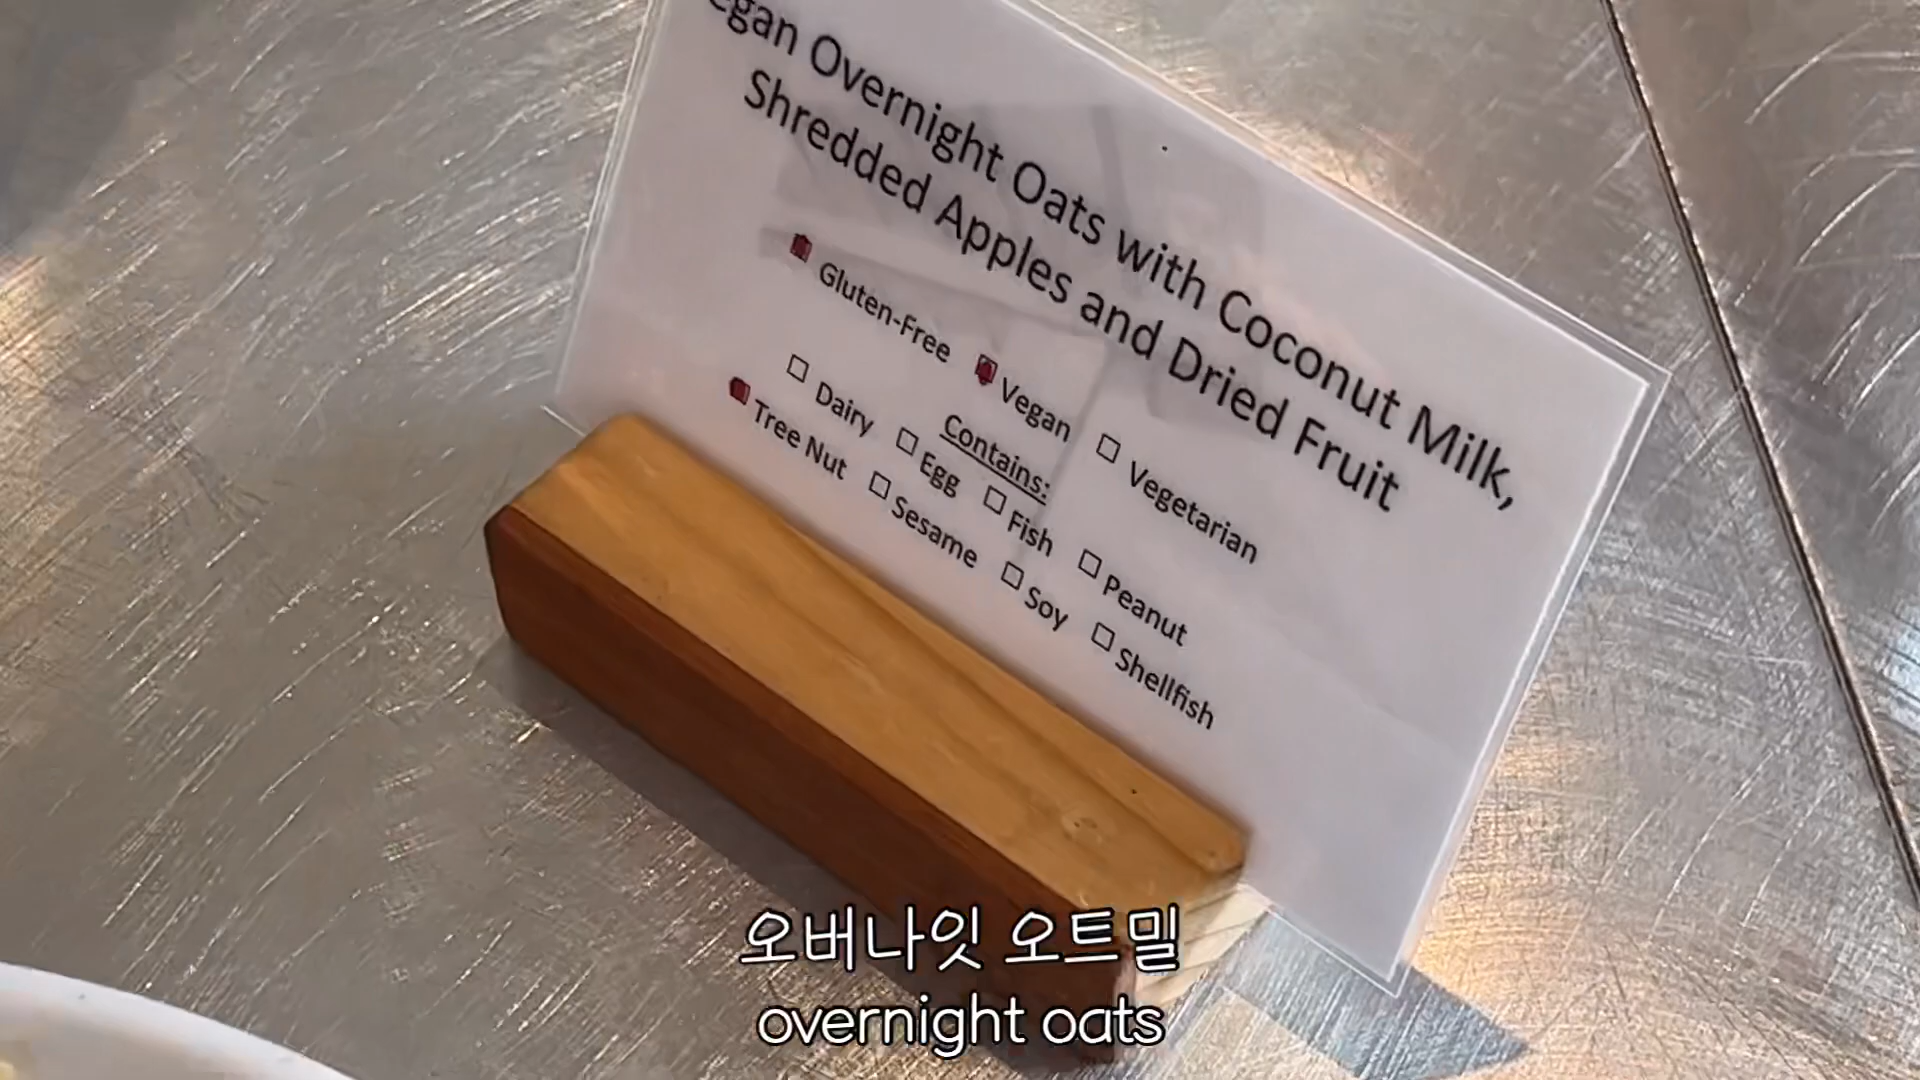 egan Overnight Oats with Coconut Milk,
Shredded Apples and Dried Fruit
Gluten-Free Vegan □ Vegetarian
Contains:
□ Dairy □ Egg □ Fish □ Peanut
Tree Nut □ Sesame □ Soy □ Shellfish
오버나잇 오트밀
overnight oats